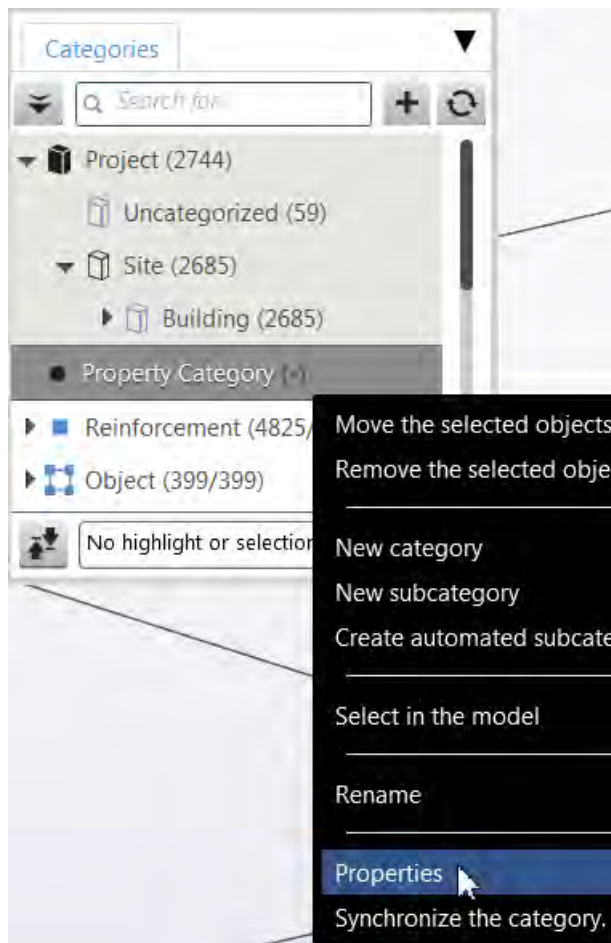 Categories
Search for...
Project (2744)
Uncategorized (59)
Site (2685)
Building (2685)
Property Category (-)
Reinforcement (4825/
Object (399/399)
No highlight or selection
Move the selected objects
Remove the selected obje
New category
New subcategory
Create automated subcate
Select in the model
Rename
Properties
Synchronize the category.